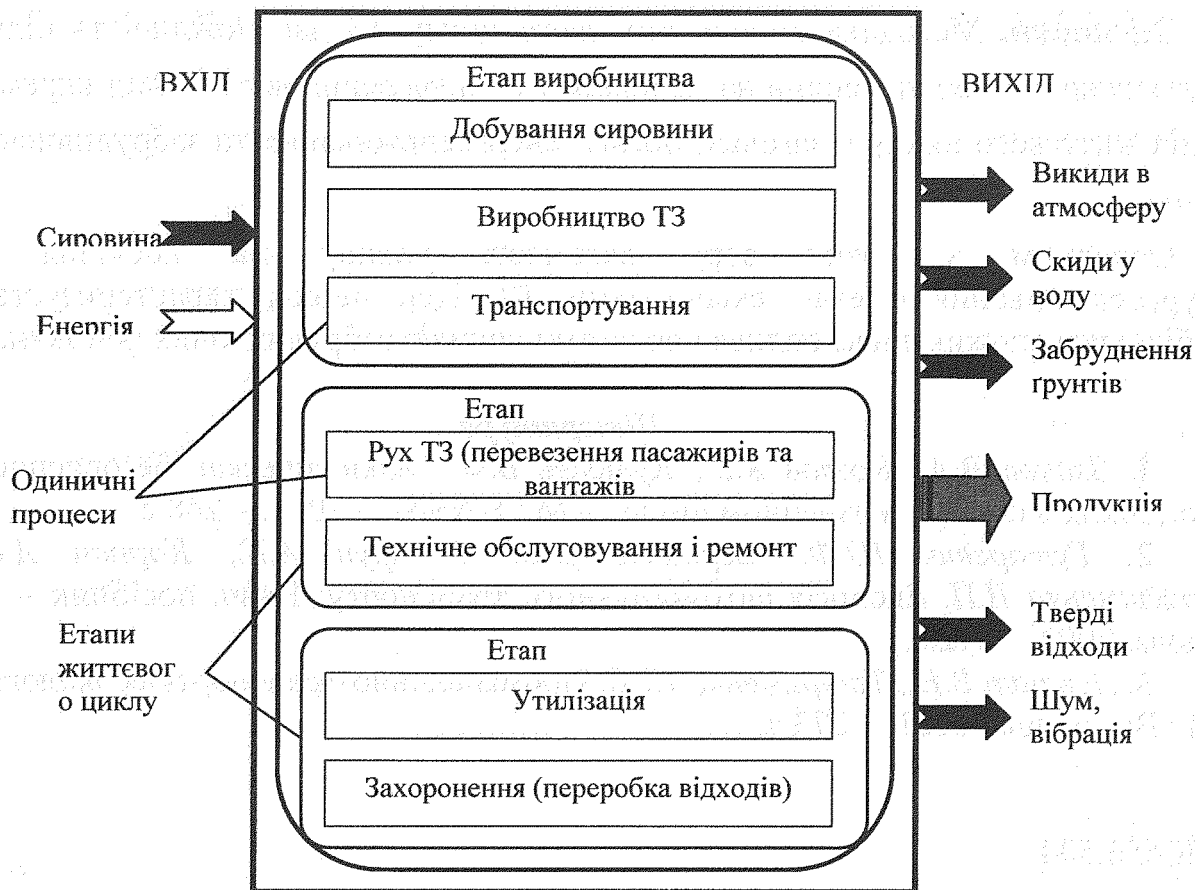 ВХІД
Сировина
Енергія
Одиничні
процеси
Етапи
життєвог
о циклу
Етап виробництва
Добування сировини
Виробництво ТЗ
Транспортування
Етап
Рух ТЗ (перевезення пасажирів та
вантажів
Технічне обслуговування і ремонт
Етап
Утилізація
Захоронення (переробка відходів)
ВИХІД
Викиди в
атмосферу
Скиди у
воду
Забруднення
ґрунтів
Продукція
Тверді
відходи
Шум,
вібрація